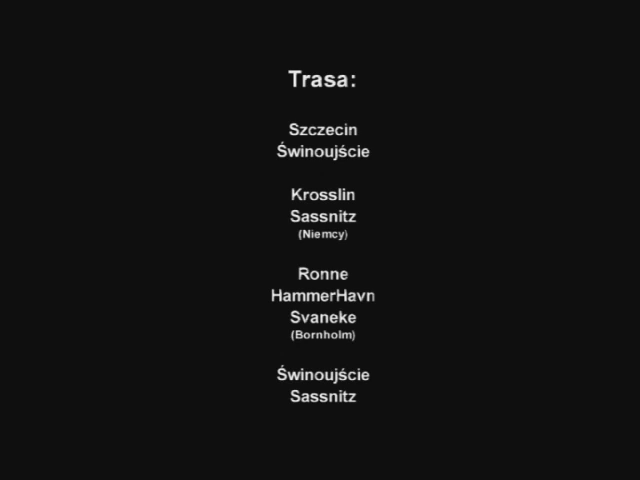 Trasa:
Szczecin
Świnoujście
Krosslin
Sassnitz
(Niemcy)
Ronne
HammerHavn
Svaneke
(Bornholm)
Świnoujście
Sassnitz